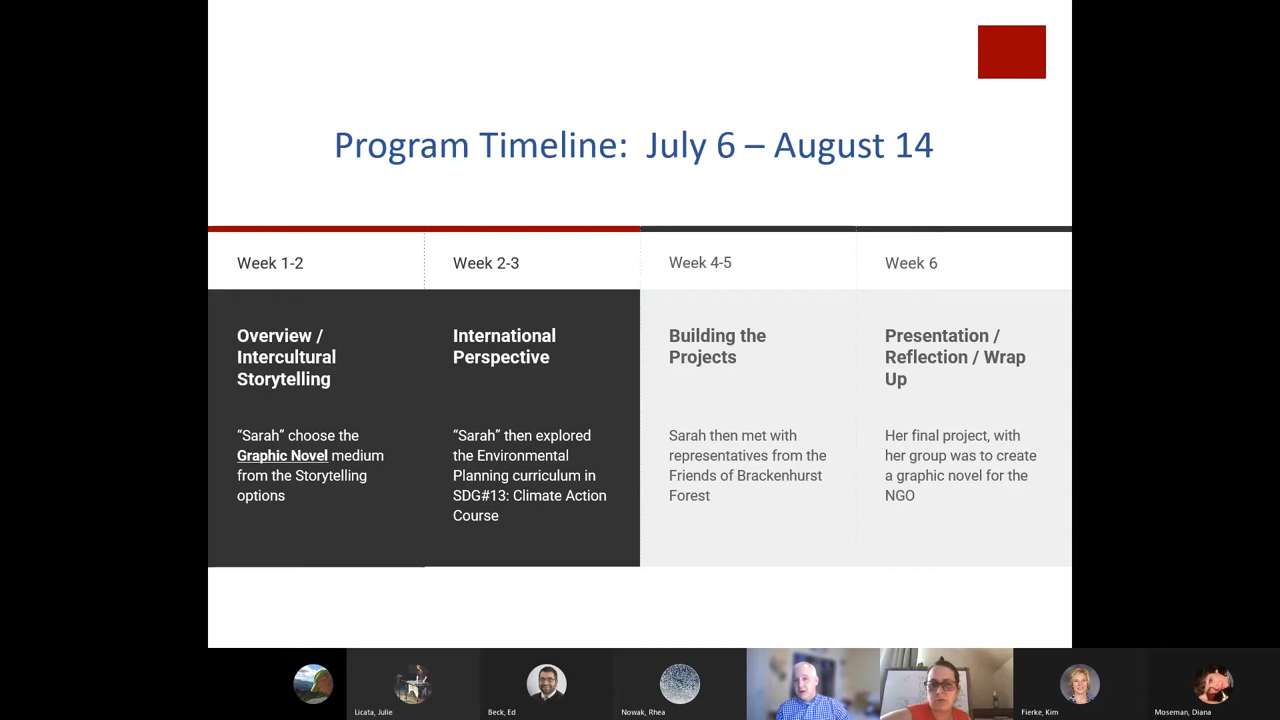 Program Timeline:  July 6 – August 14
Week 1-2
Week 2-3
Week 4-5
Week 6
Overview /
Intercultural
Storytelling
International
Perspective
Building the
Projects
Presentation /
Reflection / Wrap
Up
“Sarah” choose the
Graphic Novel medium
from the Storytelling
options
“Sarah” then explored
the Environmental
Planning curriculum in
SDG#13: Climate Action
Course
Sarah then met with
representatives from the
Friends of Brackenhurst
Forest
Her final project, with
her group was to create
a graphic novel for the
NGO
Licata, Julie
Beck, Ed
Nowak, Rhea
Fierke, Kim
Moseman, Diana